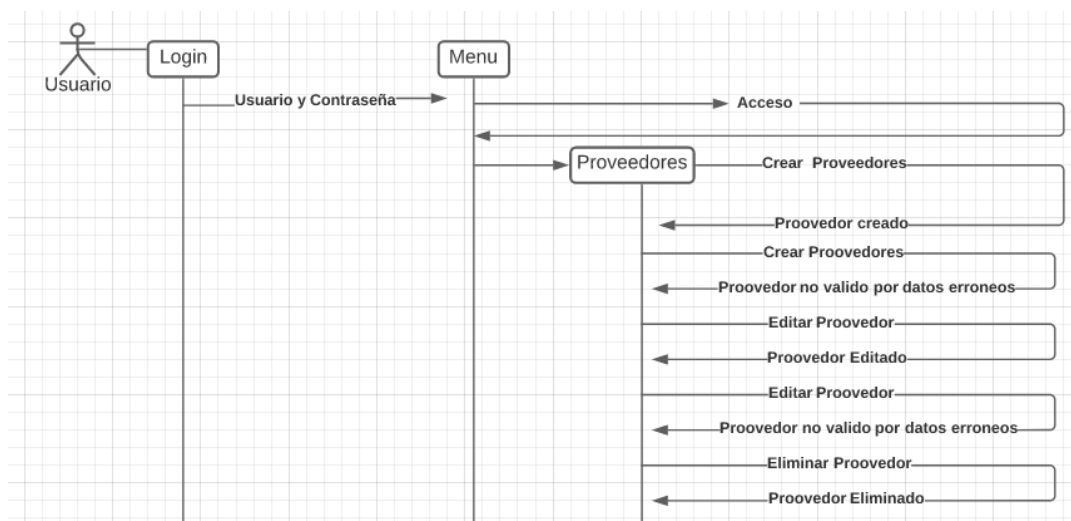 Usuario
Login
Menu
Usuario y Contraseña
Acceso
Proveedores
Crear Proveedores
Proovedor creado
Crear Proovedores
Proovedor no valido por datos erroneos
Editar Proovedor
Proovedor Editado
Editar Proovedor
Proovedor no valido por datos erroneos
Eliminar Proovedor
Proovedor Eliminado